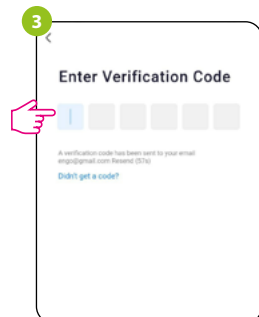 3
Enter Verification Code
A verification code has been sent to your email
engo@gmail.com Resend (57s)
Didn't get a code?